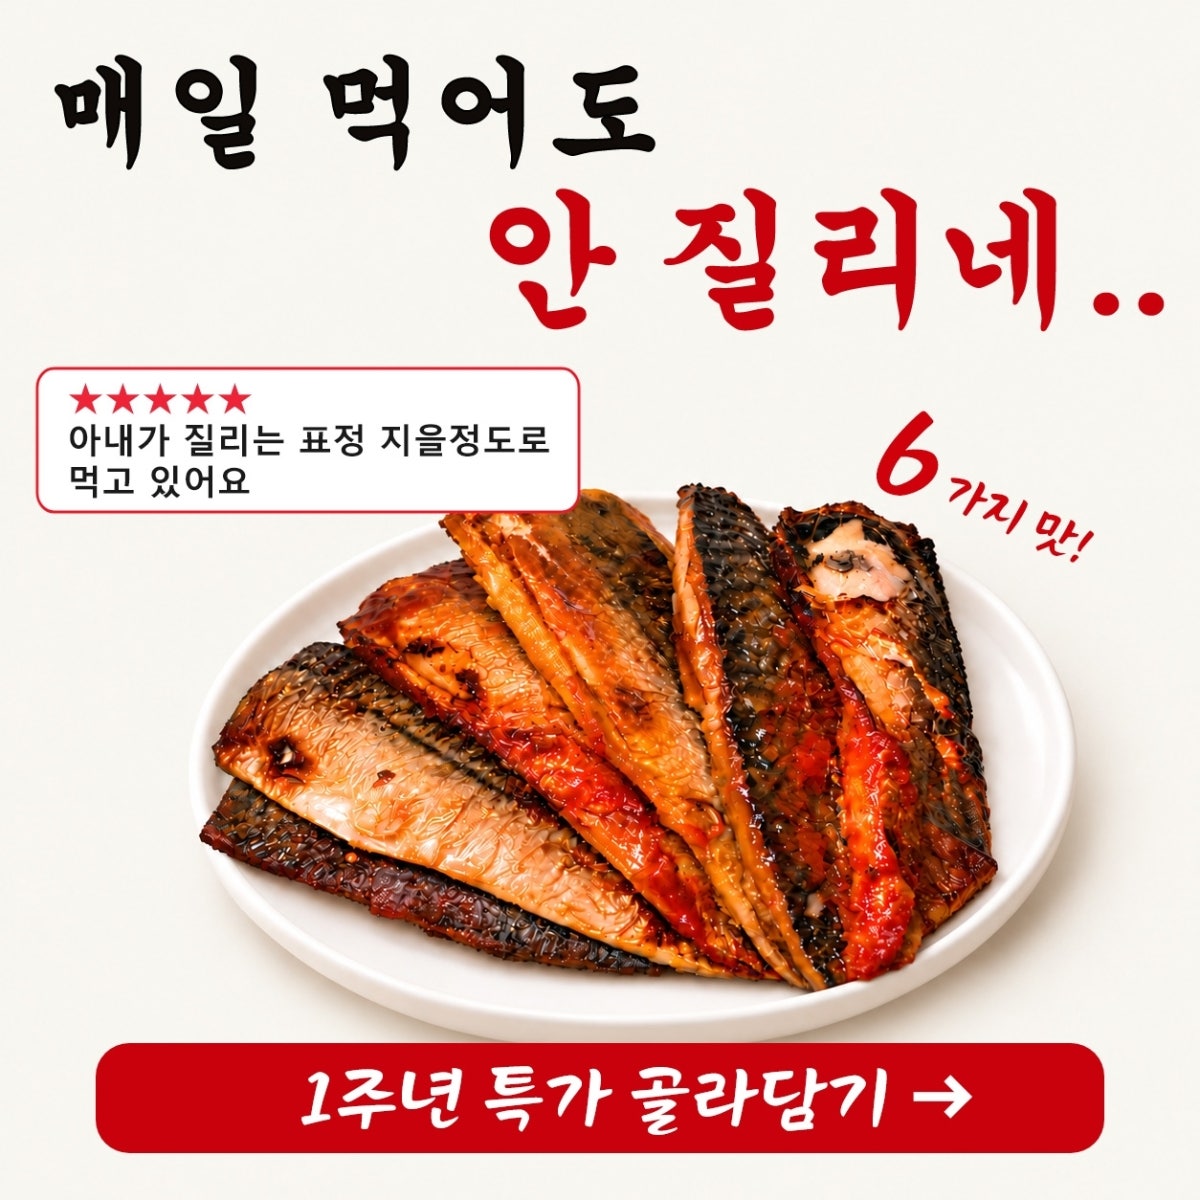 매일 먹어도
안 질리네..
★★★★★
아내가 질리는 표정 지을정도로
먹고 있어요
6가지 맛!
1주년 특가 골라담기 →